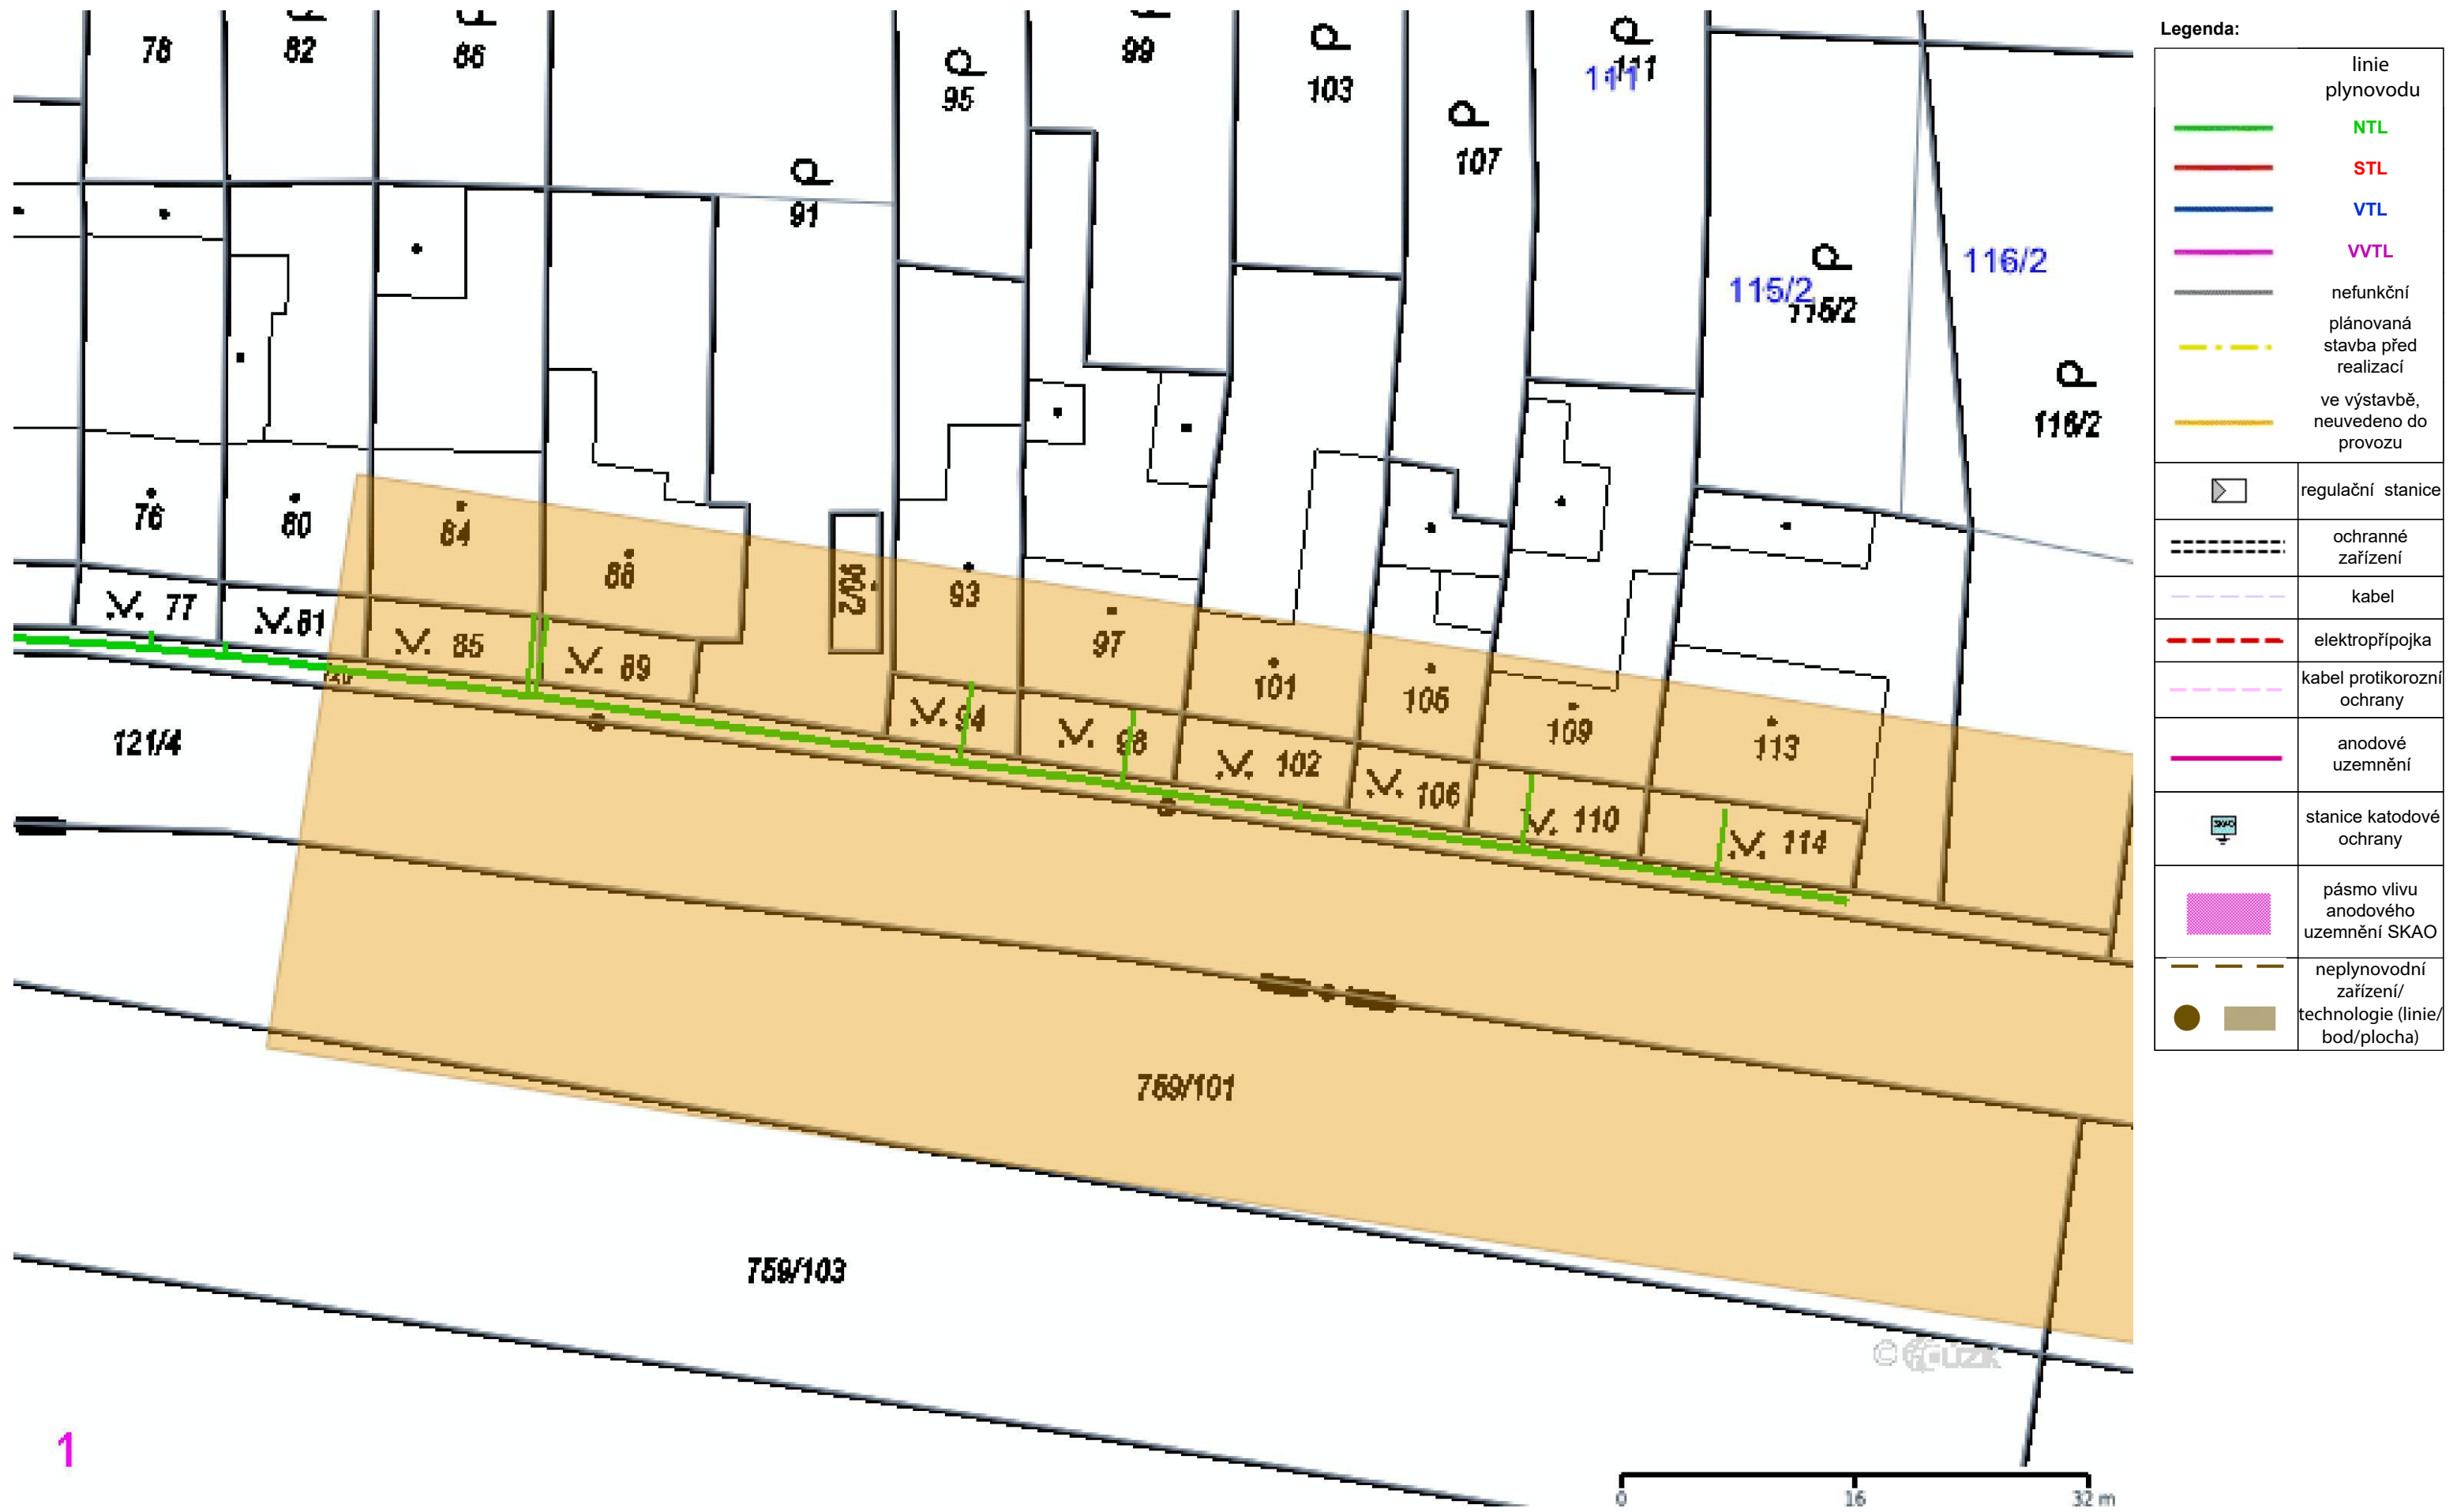 78
82
86
95
99
103
107
111
111
91
115/2
115/2
116/2
116/2
76
80
84
88
90/2
93
97
101
105
109
113
77
81
85
89
94
98
102
106
110
114
120
121/4
759/101
759/103
1
0 16 32 m
Legenda:
linie
plynovodu
NTL
STL
VTL
VVTL
nefunkční
plánovaná
stavba před
realizací
ve výstavbě,
neuvedeno do
provozu
regulační stanice
ochranné
zařízení
kabel
elektropřípojka
kabel protikorozní
ochrany
anodové
uzemnění
SKAO
stanice katodové
ochrany
pásmo vlivu
anodového
uzemnění SKAO
neplynovodní
zařízení/
technologie (linie/
bod/plocha)